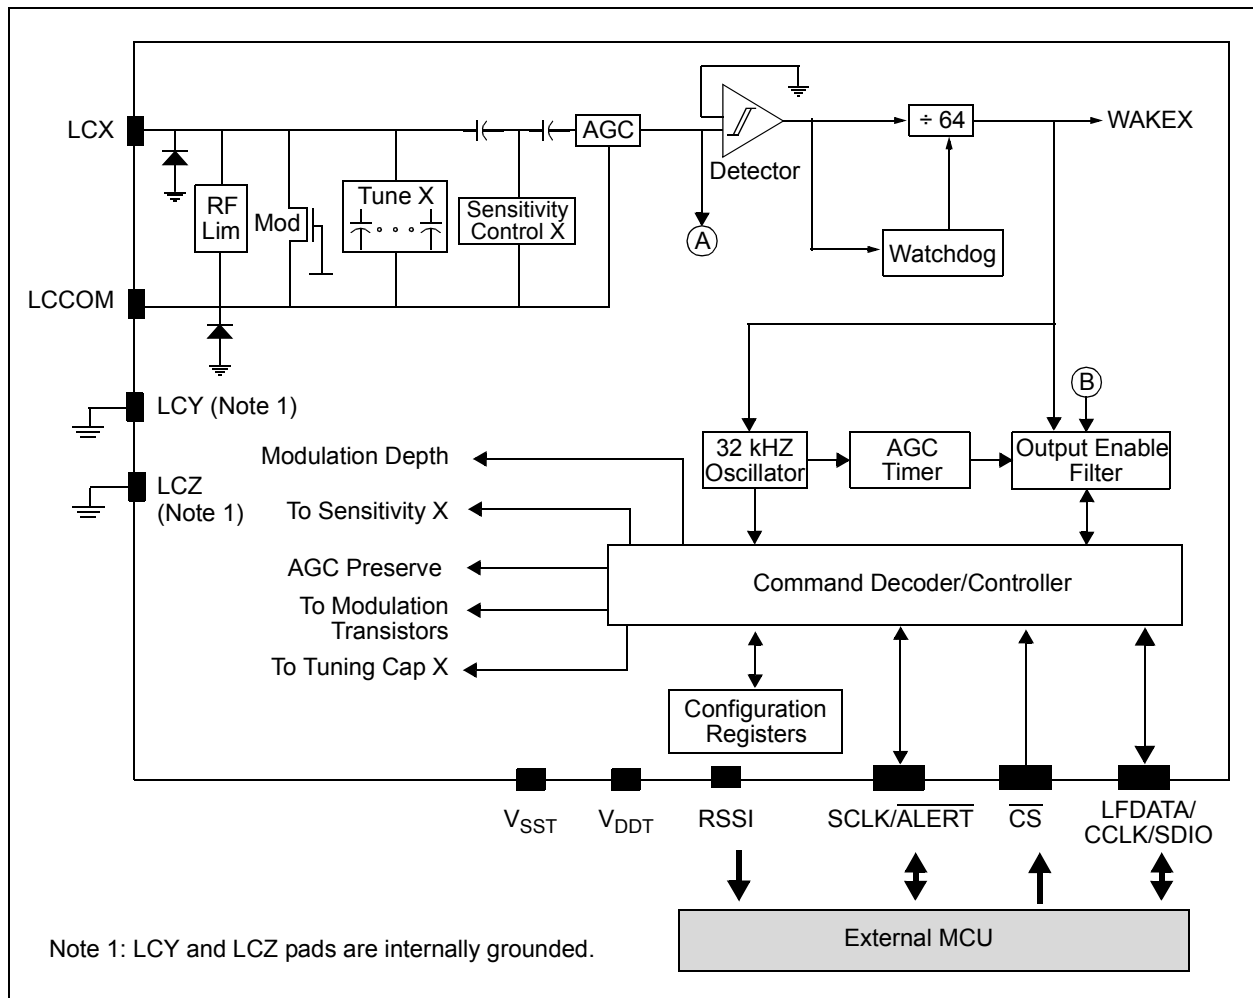 LCX
AGC
÷ 64
WAKEX
Detector
RF
Lim
Mod
Tune X
Sensitivity
Control X
A
Watchdog
LCCOM
B
LCY (Note 1)
LCZ
(Note 1)
32 kHZ
Oscillator
AGC
Timer
Output Enable
Filter
Modulation Depth
To Sensitivity X
AGC Preserve
To Modulation
Transistors
To Tuning Cap X
Command Decoder/Controller
Configuration
Registers
VSST
VDDT
RSSI
SCLK/ALERT
CS
LFDATA/
CCLK/SDIO
External MCU
Note 1: LCY and LCZ pads are internally grounded.